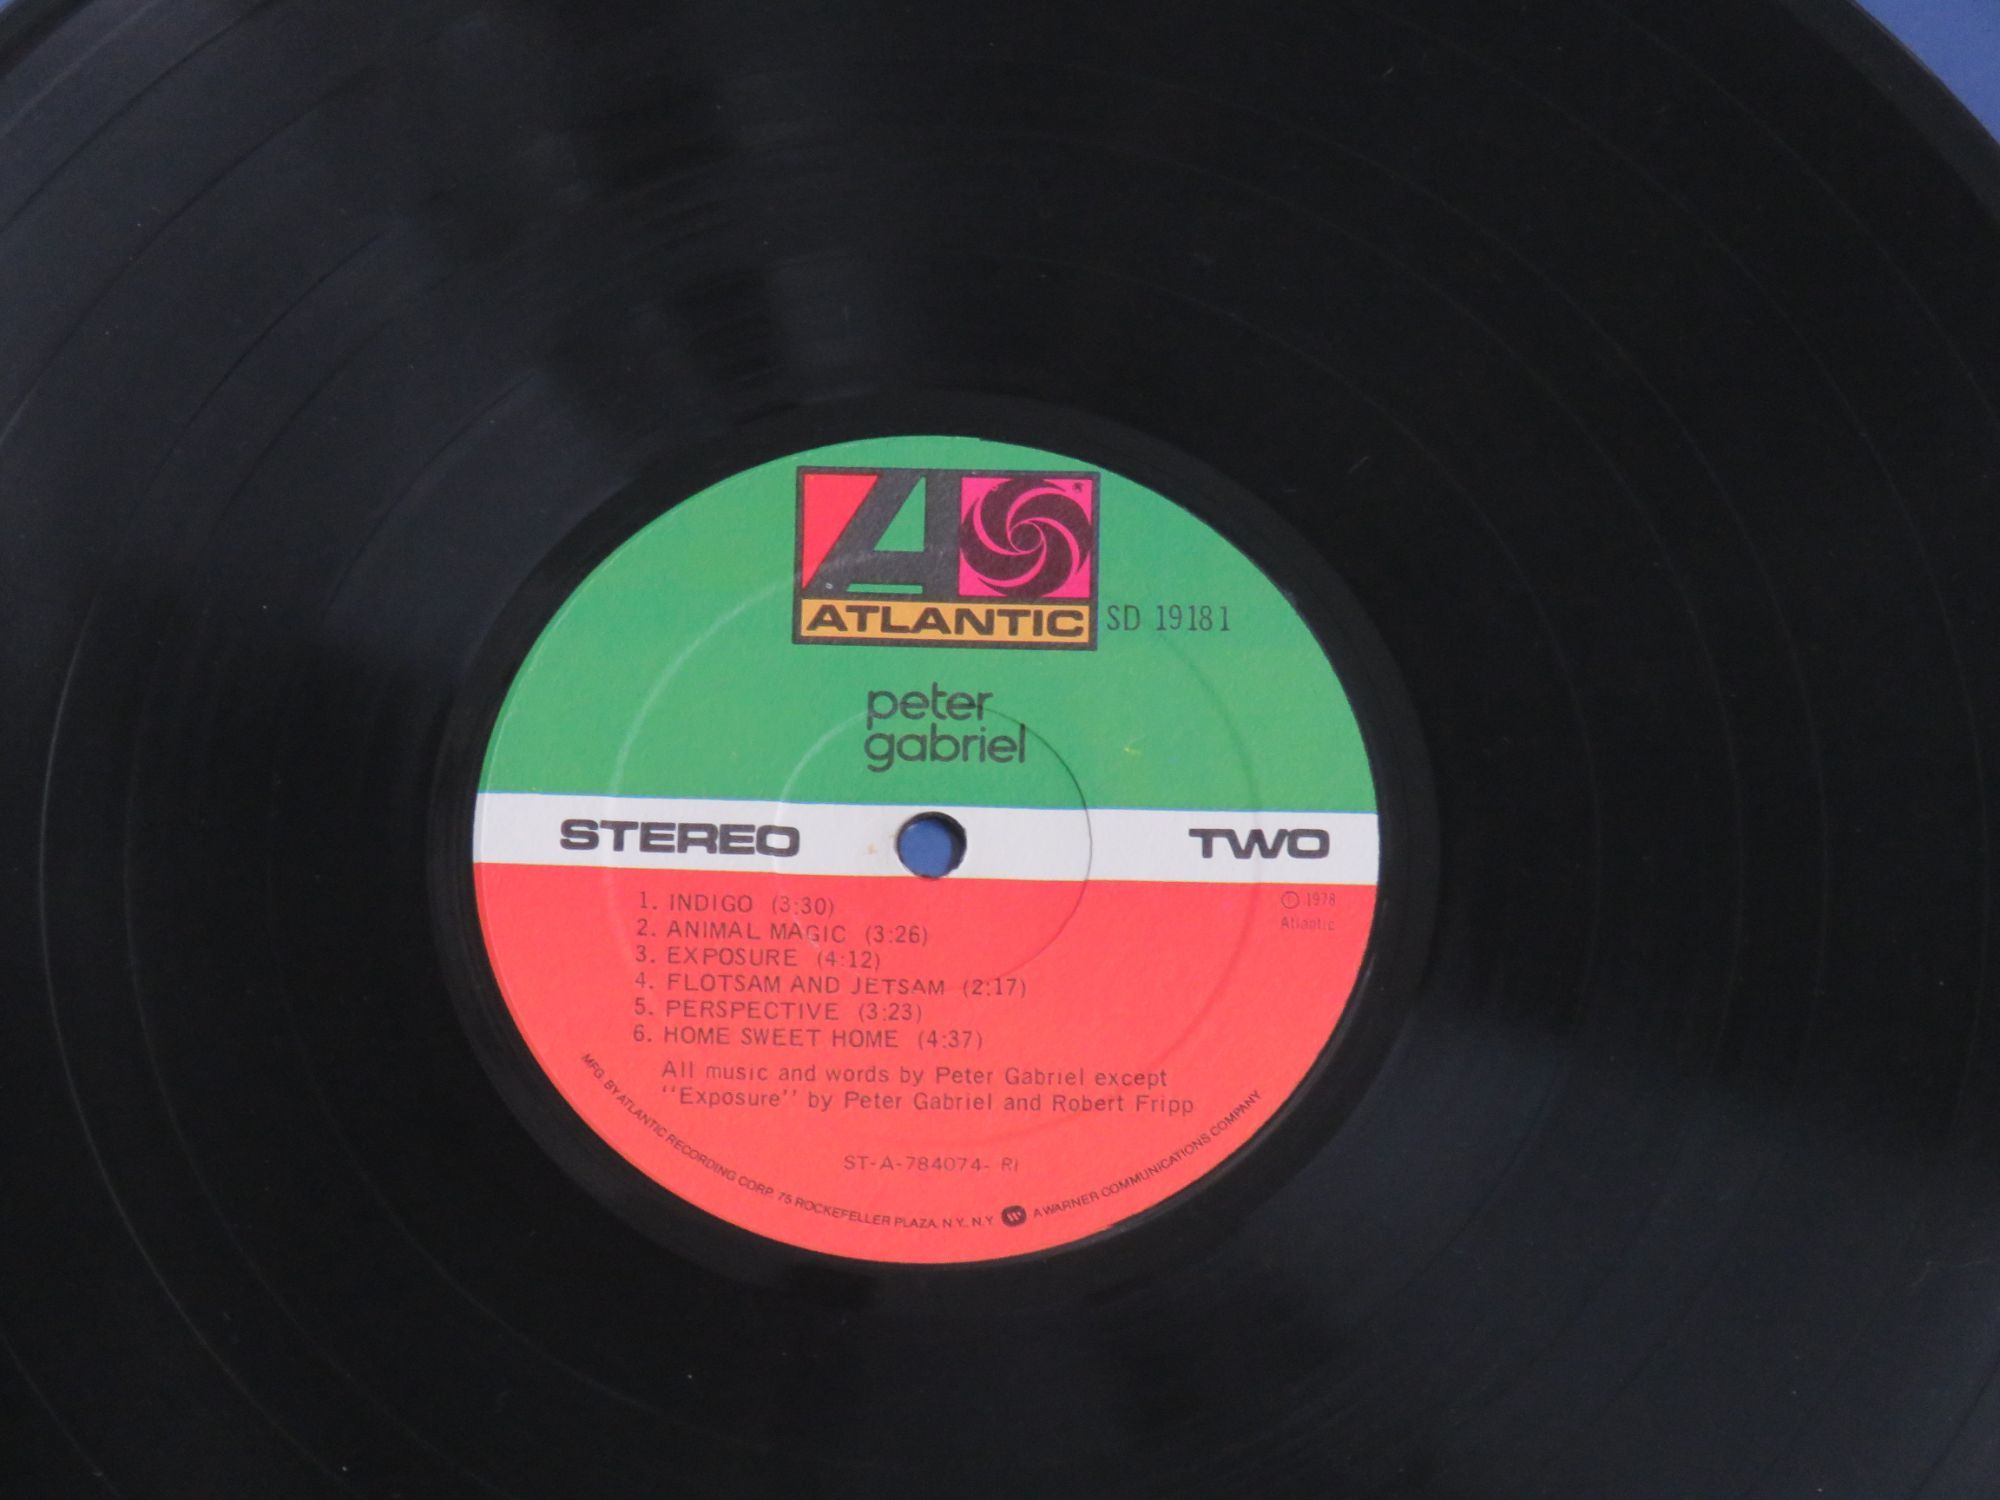 ATLANTIC
®
SD 19181
peter
gabriel
STEREO
TWO
℗ 1978
Atlantic
1. INDIGO (3:30)
2. ANIMAL MAGIC (3:26)
3. EXPOSURE (4:12)
4. FLOTSAM AND JETSAM (2:17)
5. PERSPECTIVE (3:23)
6. HOME SWEET HOME (4:37)
All music and words by Peter Gabriel except
"Exposure" by Peter Gabriel and Robert Fripp
ST-A-784074- RI
MFG. BY ATLANTIC RECORDING CORP. 75 ROCKEFELLER PLAZA, N.Y., N.Y. A WARNER COMMUNICATIONS COMPANY